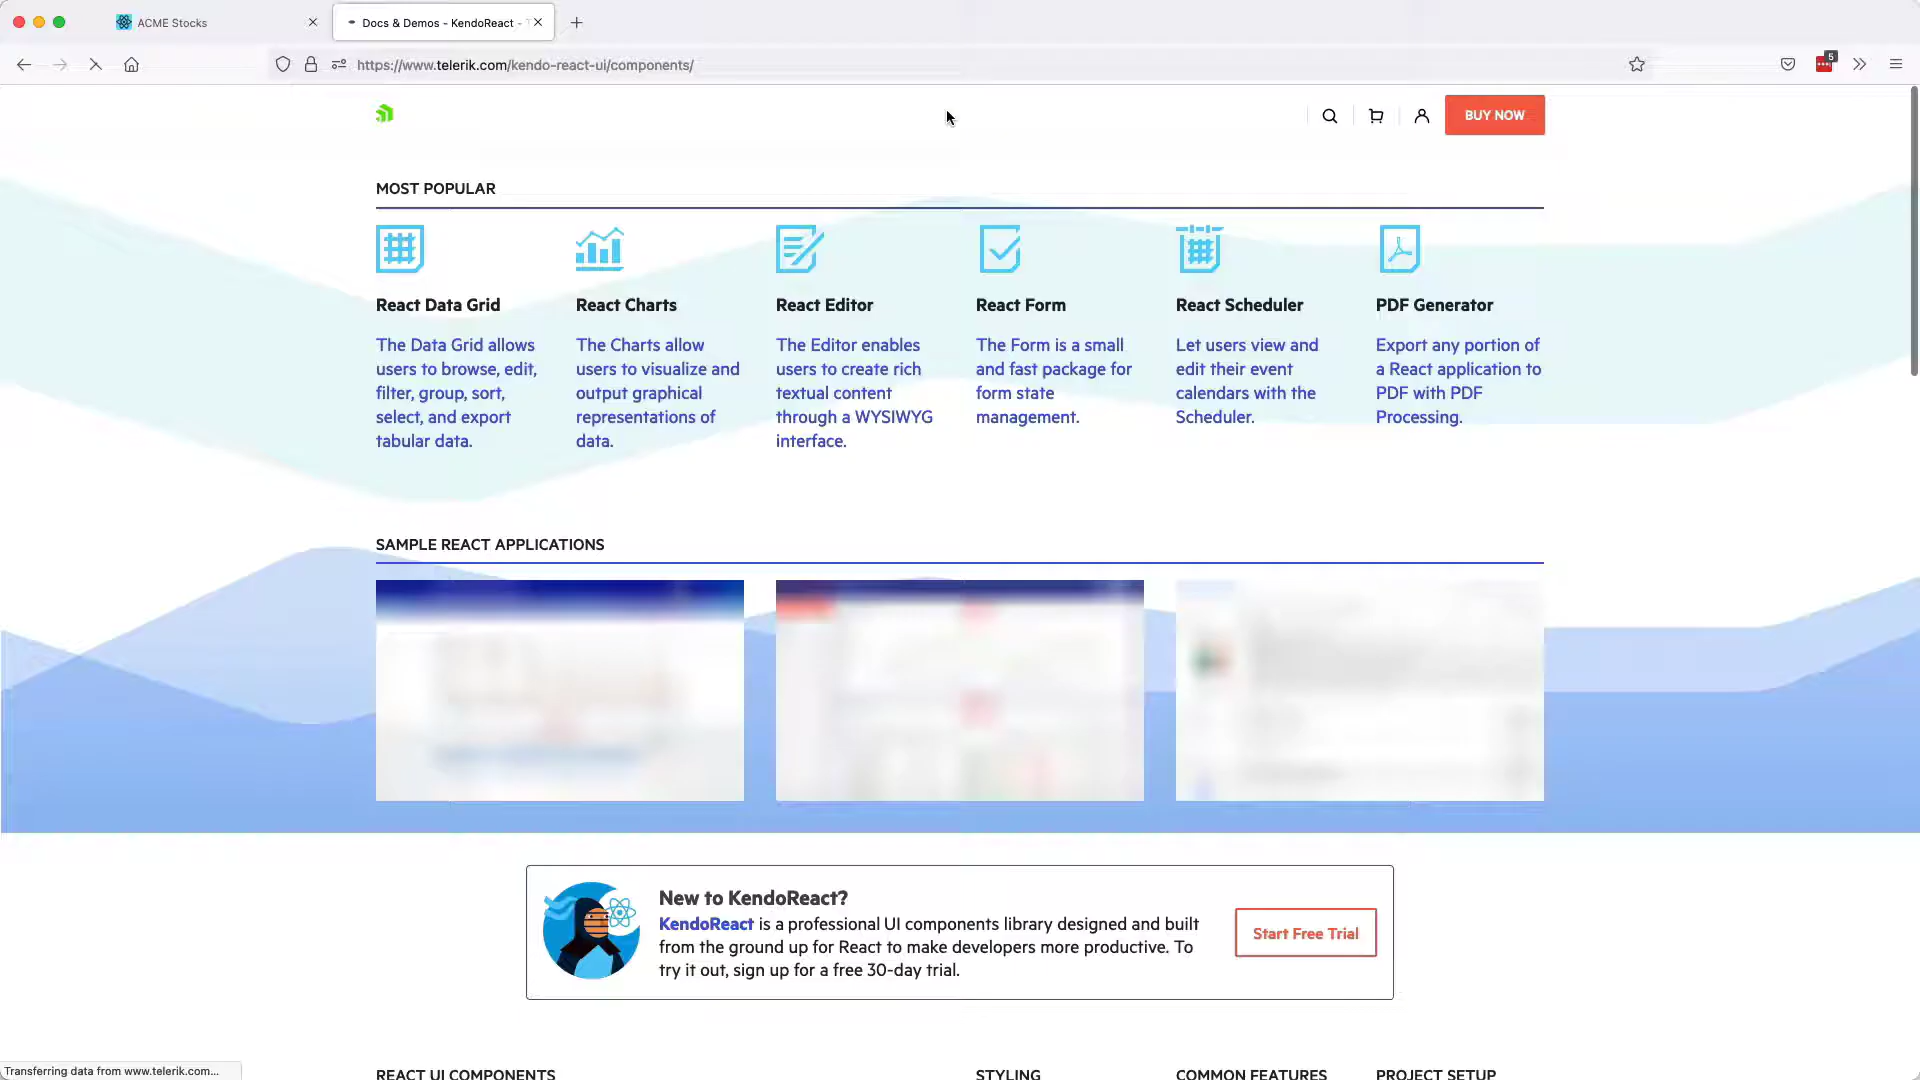 ACME Stocks
Docs & Demos - KendoReact -
https://www.telerik.com/kendo-react-ui/components/
5
BUY NOW
MOST POPULAR
React Data Grid
The Data Grid allows
users to browse, edit,
filter, group, sort,
select, and export
tabular data.
React Charts
The Charts allow
users to visualize and
output graphical
representations of
data.
React Editor
The Editor enables
users to create rich
textual content
through a WYSIWYG
interface.
React Form
The Form is a small
and fast package for
form state
management.
React Scheduler
Let users view and
edit their event
calendars with the
Scheduler.
PDF Generator
Export any portion of
a React application to
PDF with PDF
Processing.
SAMPLE REACT APPLICATIONS
New to KendoReact?
KendoReact is a professional UI components library designed and built
from the ground up for React to make developers more productive. To
try it out, sign up for a free 30-day trial.
Start Free Trial
REACT UI COMPONENTS
STYLING
COMMON FEATURES
PROJECT SETUP
Transferring data from www.telerik.com...